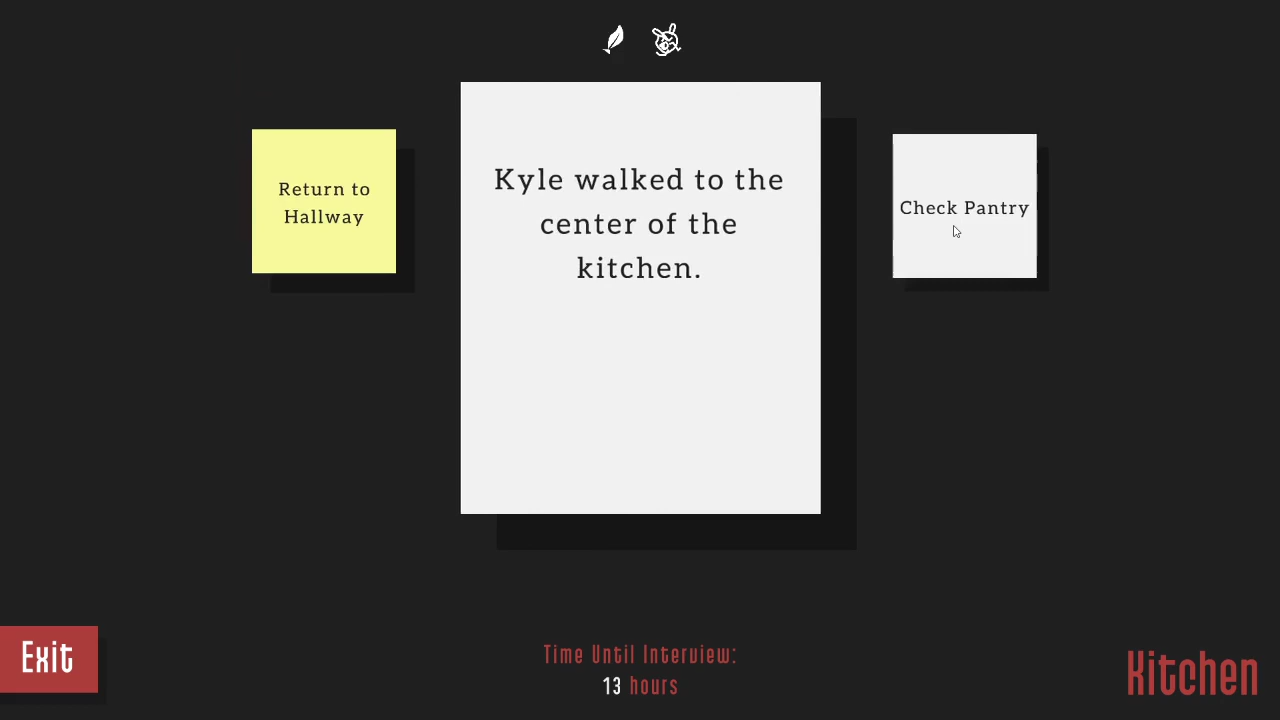 Return to
Hallway
Kyle walked to the
center of the
kitchen.
Check Pantry
Exit
Time Until Interview:
13 hours
Kitchen